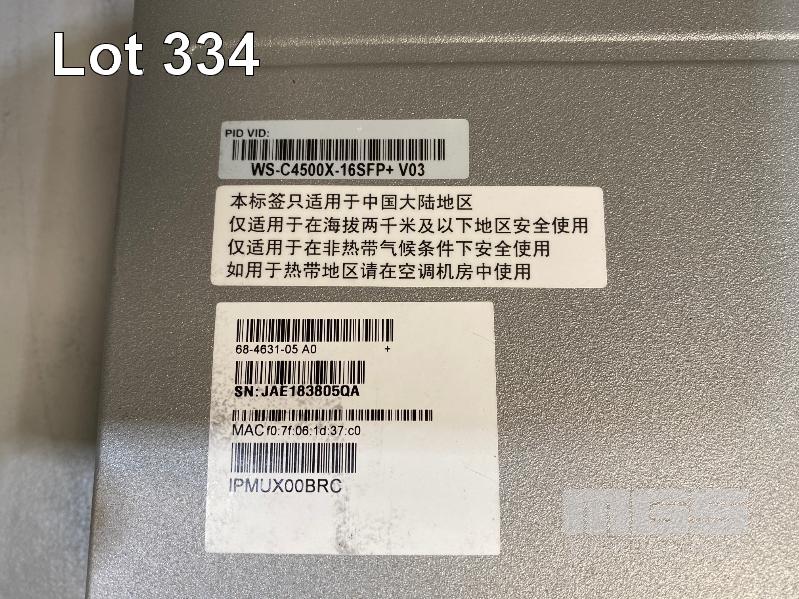 Lot 334
PID VID:
WS-C4500X-16SFP+ V03
本标签只适用于中国大陆地区
仅适用于在海拔两千米及以下地区安全使用
仅适用于在非热带气候条件下安全使用
如用于热带地区请在空调机房中使用
68-4631-05 A0 +
SN: JAE183805QA
MAC f0:7f:06:1d:37:c0
IPMUX00BRC